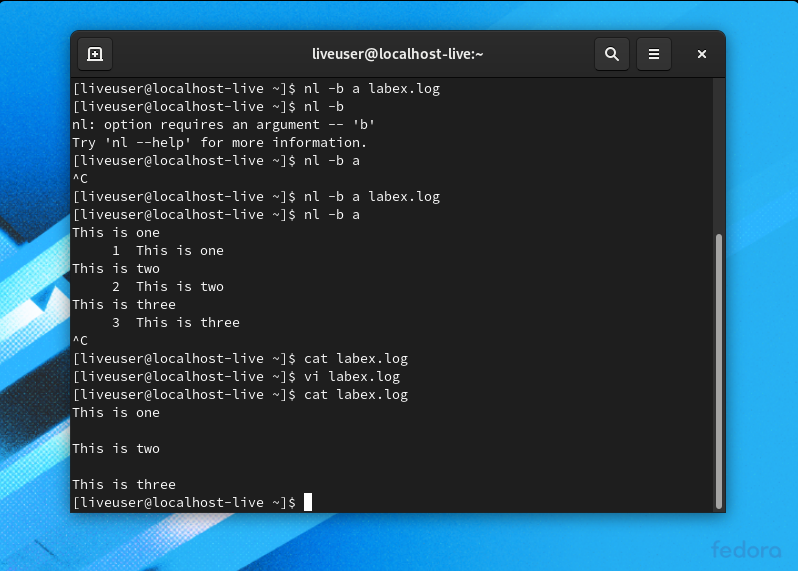 liveuser@localhost-live:~
[liveuser@localhost-live ~]$ nl -b a labex.log
[liveuser@localhost-live ~]$ nl -b
nl: option requires an argument -- 'b'
Try 'nl --help' for more information.
[liveuser@localhost-live ~]$ nl -b a
^C
[liveuser@localhost-live ~]$ nl -b a labex.log
[liveuser@localhost-live ~]$ nl -b a
This is one
     1  This is one
This is two
     2  This is two
This is three
     3  This is three
^C
[liveuser@localhost-live ~]$ cat labex.log
[liveuser@localhost-live ~]$ vi labex.log
[liveuser@localhost-live ~]$ cat labex.log
This is one
This is two
This is three
[liveuser@localhost-live ~]$
fedora